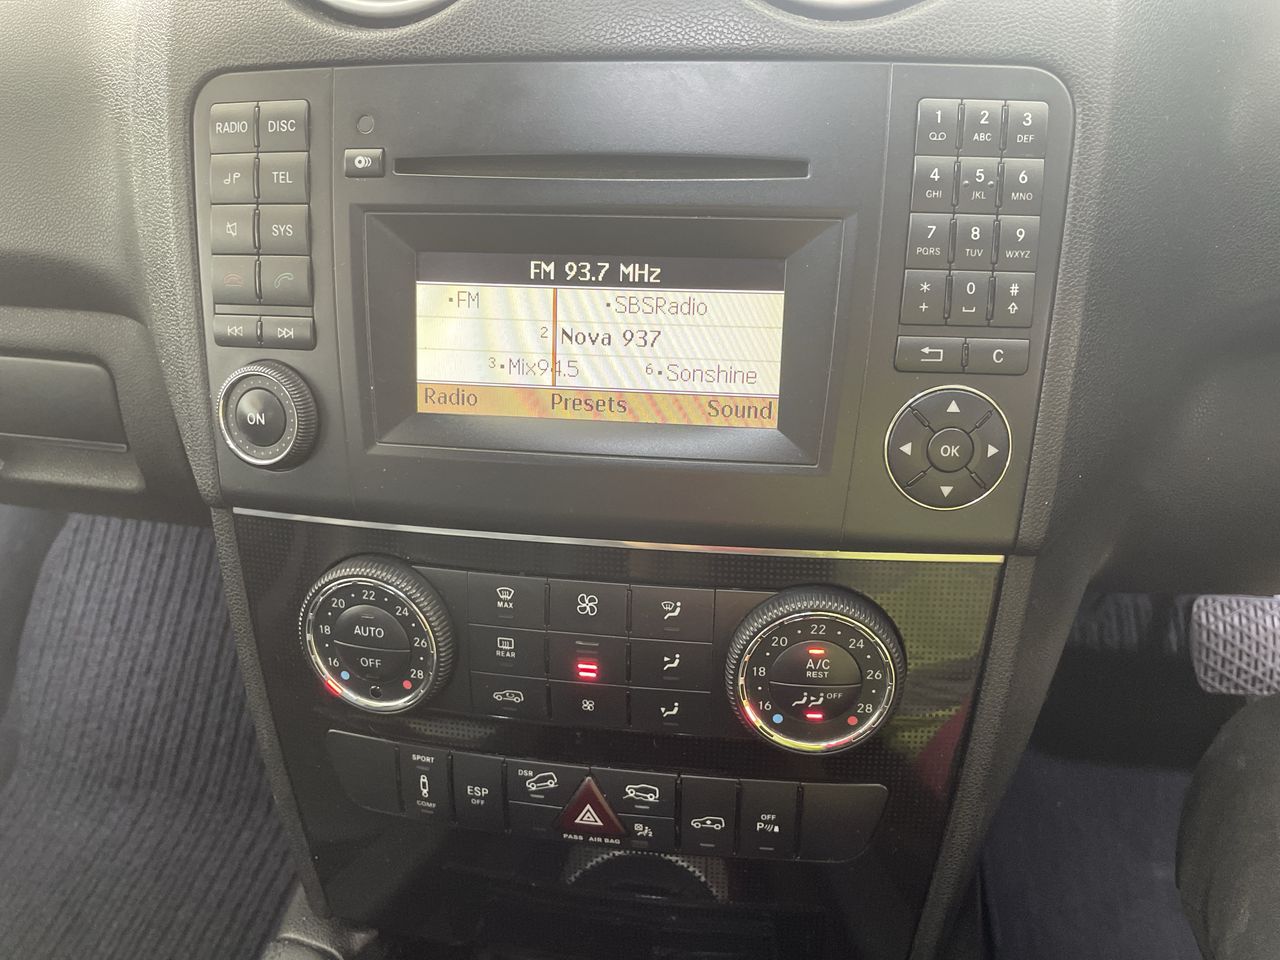 RADIO DISC
TEL
SYS
ON
FM 93.7 MHz
•FM •SBSRadio
2 Nova 937
3•Mix94.5 6•Sonshine
Radio Presets Sound
1 2 ABC 3 DEF
4 GHI 5 JKL 6 MNO
7 PQRS 8 TUV 9 WXYZ
* + 0 #
C
OK
16 18 20 22 24 26 28
AUTO
OFF
MAX
REAR
16 18 20 22 24 26 28
A/C
REST
OFF
SPORT
COMF
ESP
OFF
DSR
PASS AIR BAG
OFF
P